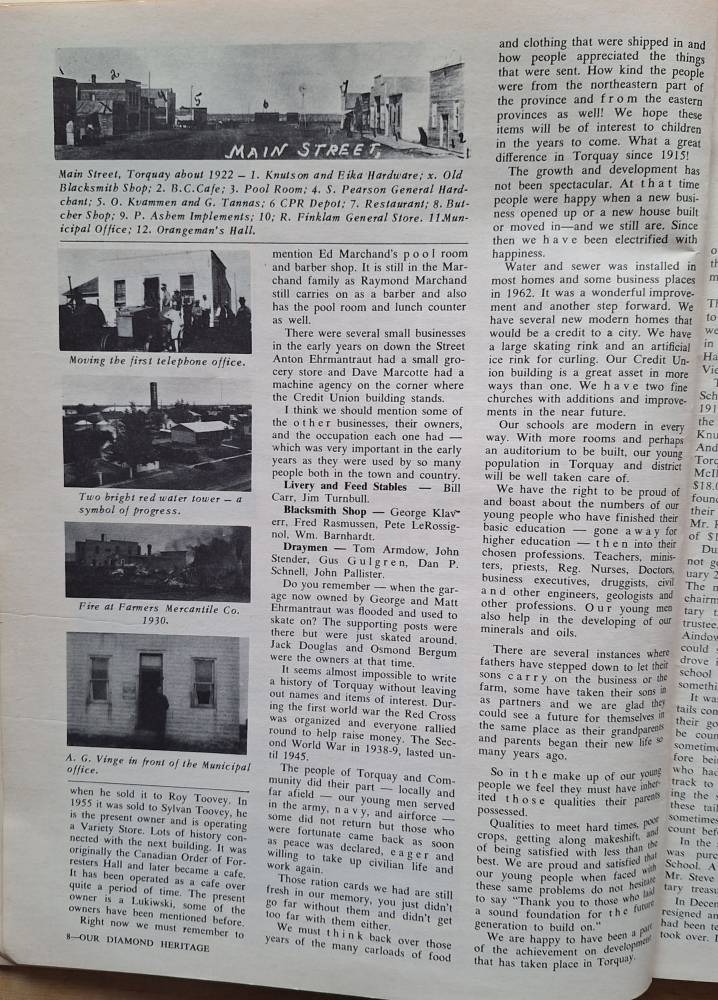 MAIN STREET,
Main Street, Torquay about 1922 — 1. Knutson and Eika Hardware; x. Old
Blacksmith Shop; 2. B.C.Cafe; 3. Pool Room; 4. S. Pearson General Hard-
chant; 5. O. Kvammen and G. Tannas; 6 CPR Depot; 7. Restaurant; 8. But-
cher Shop; 9. P. Ashem Implements; 10; R. Finklam General Store. 11.Mun-
icipal Office; 12. Orangeman's Hall.
Moving the first telephone office.
Two bright red water tower — a
symbol of progress.
Fire at Farmers Mercantile Co.
1930.
A. G. Vinge in front of the Municipal
office.
when he sold it to Roy Toovey. In
1955 it was sold to Sylvan Toovey, he
is the present owner and is operating
a Variety Store. Lots of history con-
nected with the next building. It was
originally the Canadian Order of For-
resters Hall and later became a cafe.
It has been operated as a cafe over
quite a period of time. The present
owner is a Lukiwski, some of the
owners have been mentioned before.
Right now we must remember to
8—OUR DIAMOND HERITAGE
mention Ed Marchand's pool room
and barber shop. It is still in the Mar-
chand family as Raymond Marchand
still carries on as a barber and also
has the pool room and lunch counter
as well.
There were several small businesses
in the early years on down the Street
Anton Ehrmantraut had a small gro-
cery store and Dave Marcotte had a
machine agency on the corner where
the Credit Union building stands.
I think we should mention some of
the other businesses, their owners,
and the occupation each one had —
which was very important in the early
years as they were used by so many
people both in the town and country.
Livery and Feed Stables — Bill
Carr, Jim Turnbull.
Blacksmith Shop — George Klav-
err, Fred Rasmussen, Pete LeRossig-
nol, Wm. Barnhardt.
Draymen — Tom Armdow, John
Stender, Gus Gulgren, Dan P.
Schnell, John Pallister.
Do you remember — when the gar-
age now owned by George and Matt
Ehrmantraut was flooded and used to
skate on? The supporting posts were
there but were just skated around.
Jack Douglas and Osmond Bergum
were the owners at that time.
It seems almost impossible to write
a history of Torquay without leaving
out names and items of interest. Dur-
ing the first world war the Red Cross
was organized and everyone rallied
round to help raise money. The Sec-
ond World War in 1938-9, lasted un-
til 1945.
The people of Torquay and Com-
munity did their part — locally and
far afield — our young men served
in the army, navy, and airforce —
some did not return but those who
were fortunate came back as soon
as peace was declared, eager and
willing to take up civilian life and
work again.
Those ration cards we had are still
fresh in our memory, you just didn't
go far without them and didn't get
too far with them either.
We must think back over those
years of the many carloads of food
and clothing that were shipped in and
how people appreciated the things
that were sent. How kind the people
were from the northeastern part of
the province and from the eastern
provinces as well! We hope these
items will be of interest to children
in the years to come. What a great
difference in Torquay since 1915!
The growth and development has
not been spectacular. At that time
people were happy when a new busi-
ness opened up or a new house built
or moved in—and we still are. Since
then we have been electrified with
happiness.
Water and sewer was installed in
most homes and some business places
in 1962. It was a wonderful improve-
ment and another step forward. We
have several new modern homes that
would be a credit to a city. We have
a large skating rink and an artificial
ice rink for curling. Our Credit Un-
ion building is a great asset in more
ways than one. We have two fine
churches with additions and improve-
ments in the near future.
Our schools are modern in every
way. With more rooms and perhaps
an auditorium to be built, our young
population in Torquay and district
will be well taken care of.
We have the right to be proud of
and boast about the numbers of our
young people who have finished their
basic education — gone away for
higher education — then into their
chosen professions. Teachers, minis-
ters, priests, Reg. Nurses, Doctors,
business executives, druggists, civil
and other engineers, geologists and
other professions. Our young men
also help in the developing of our
minerals and oils.
There are several instances where
fathers have stepped down to let their
sons carry on the business or the
farm, some have taken their sons in
as partners and we are glad they
could see a future for themselves in
the same place as their grandparents
and parents began their new life so
many years ago.
So in the make up of our young
people we feel they must have inher-
ited those qualities their parents
possessed.
Qualities to meet hard times, poor
crops, getting along makeshift, and
of being satisfied with less than the
best. We are proud and satisfied that
our young people when faced with
these same problems do not hesitate
to say "Thank you to those who laid
a sound foundation for the future
generation to build on."
We are happy to have been a part
of the achievement on development
that has taken place in Torquay.